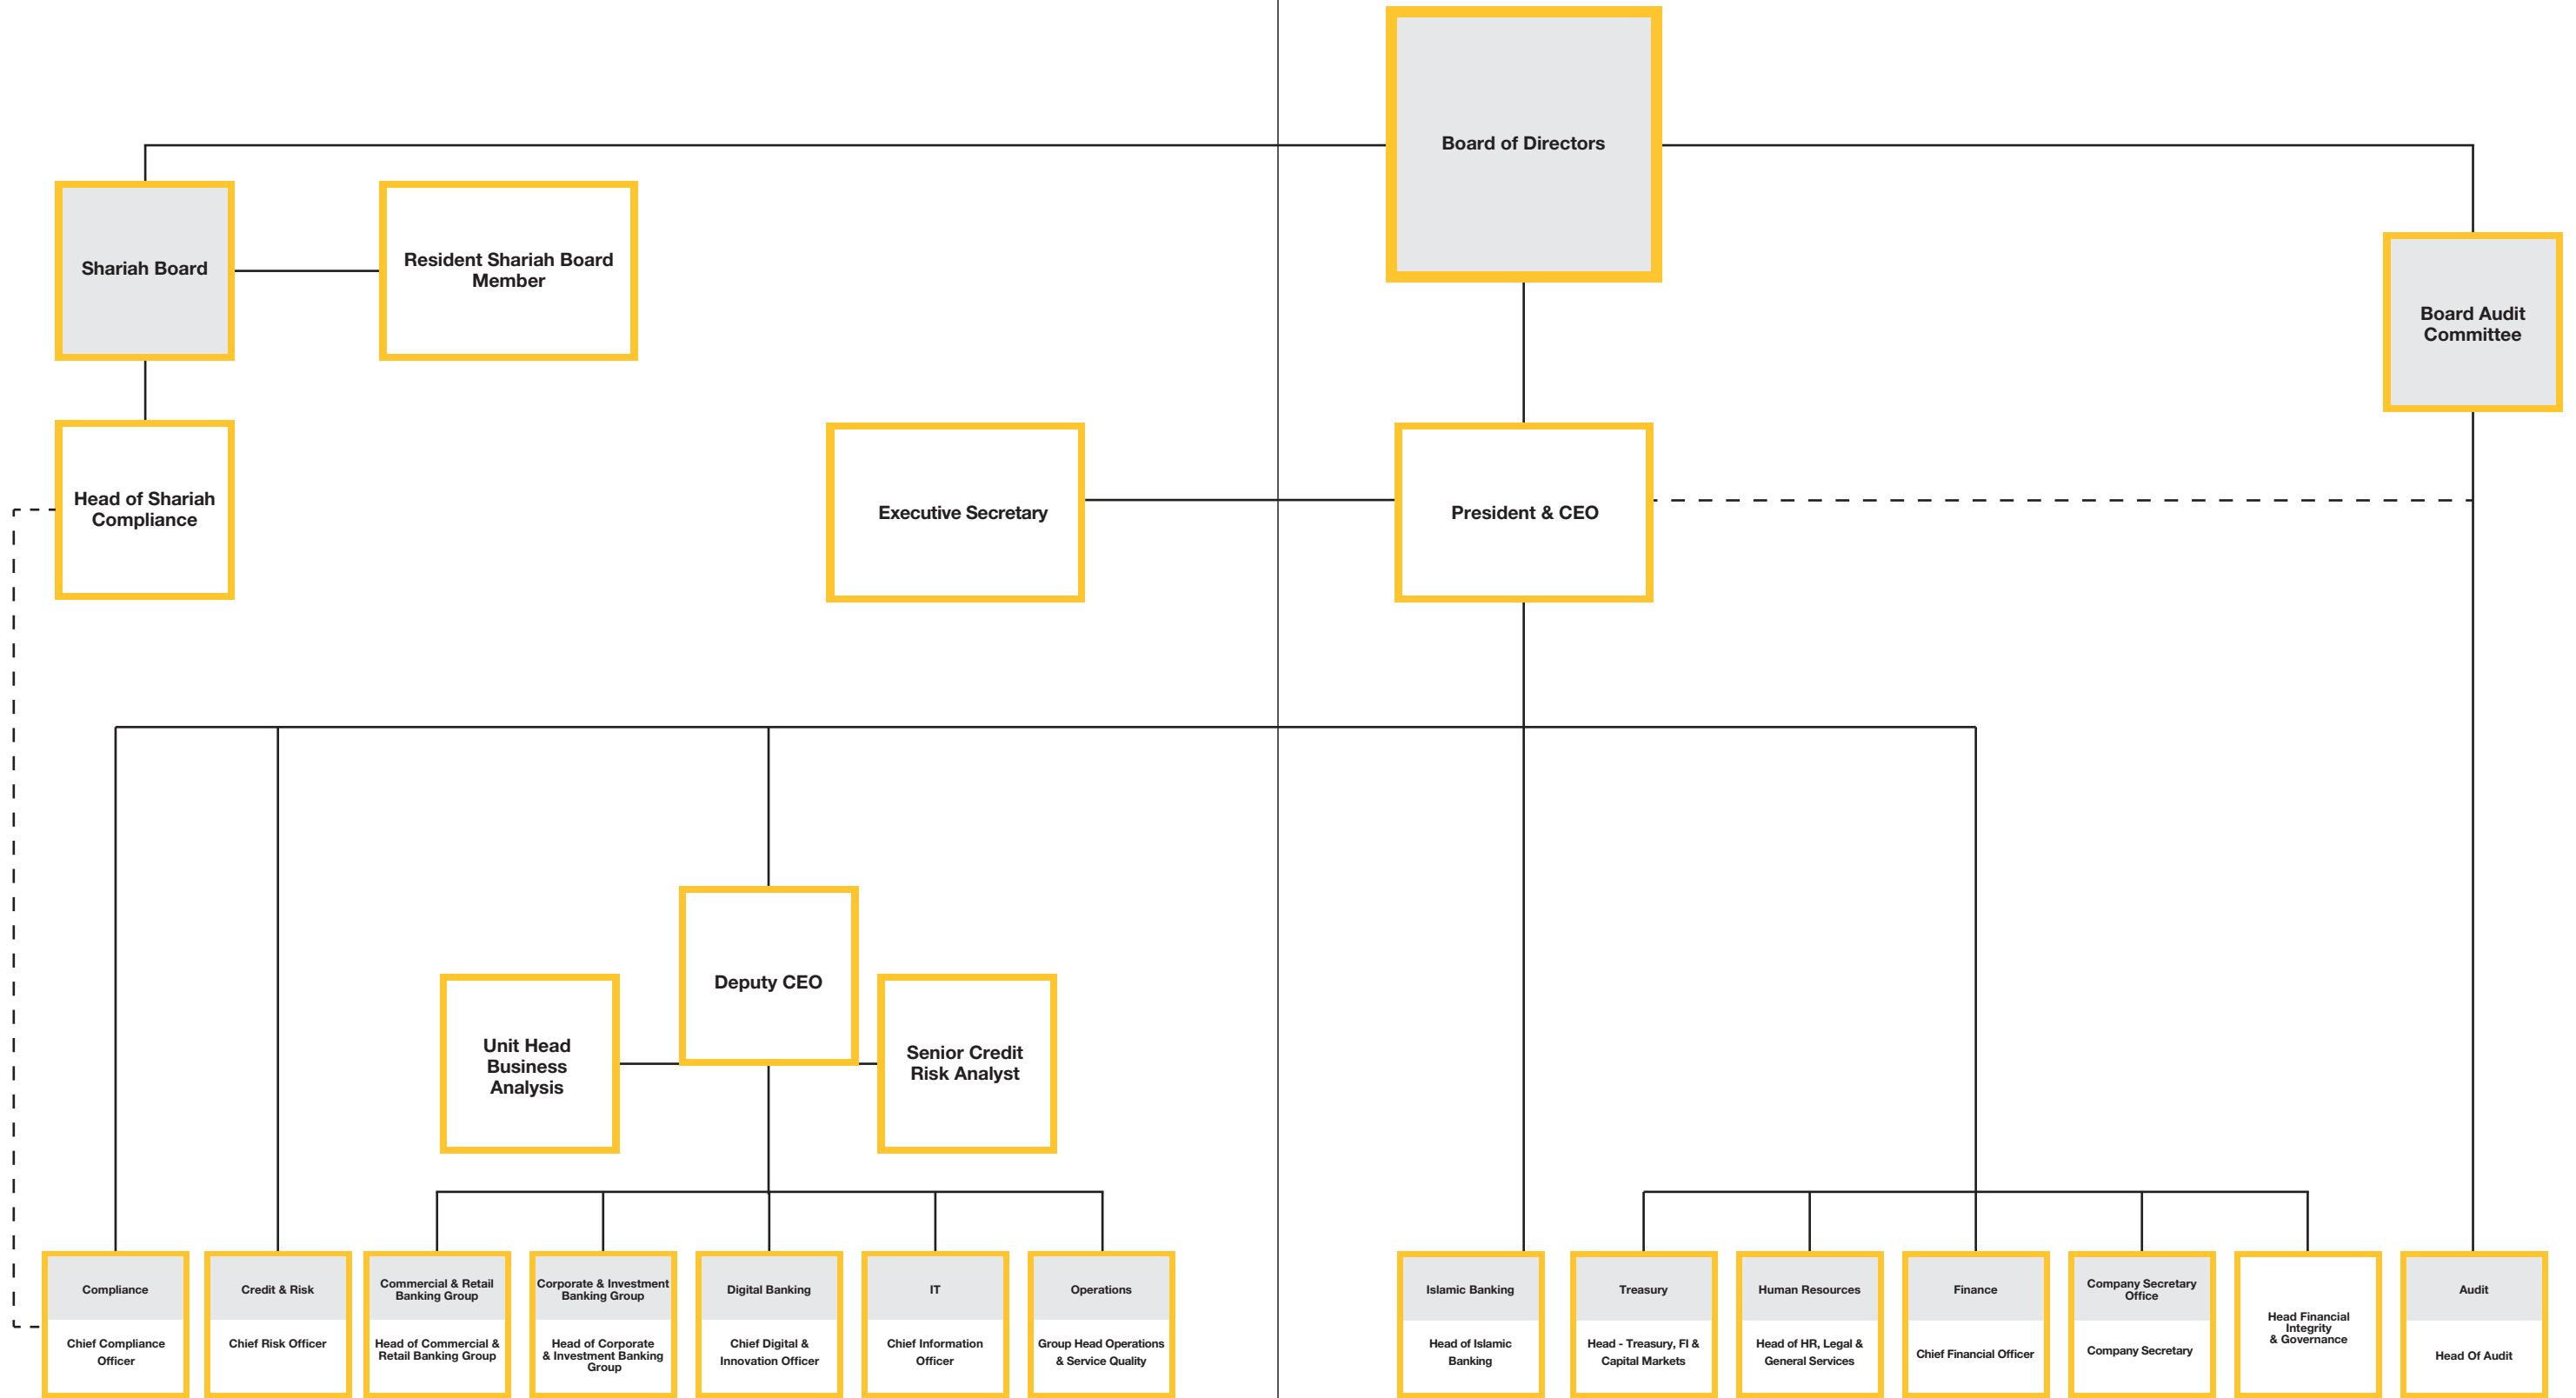 Board of Directors
Shariah Board
Resident Shariah Board
Member
Board Audit
Committee
Head of Shariah
Compliance
Executive Secretary
President & CEO
Deputy CEO
Unit Head
Business
Analysis
Senior Credit
Risk Analyst
Compliance
Chief Compliance
Officer
Credit & Risk
Chief Risk Officer
Commercial & Retail
Banking Group
Head of Commercial &
Retail Banking Group
Corporate & Investment
Banking Group
Head of Corporate
& Investment Banking
Group
Digital Banking
Chief Digital &
Innovation Officer
IT
Chief Information
Officer
Operations
Group Head Operations
& Service Quality
Islamic Banking
Head of Islamic
Banking
Treasury
Head - Treasury, FI &
Capital Markets
Human Resources
Head of HR, Legal &
General Services
Finance
Chief Financial Officer
Company Secretary
Office
Company Secretary
Head Financial
Integrity
& Governance
Audit
Head Of Audit